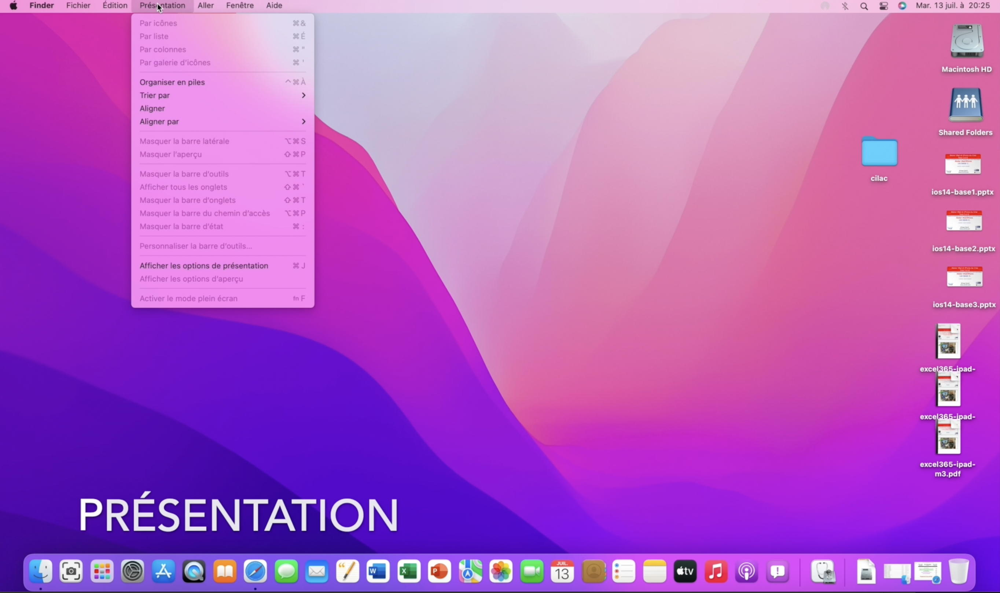 Finder Fichier Édition Présentation Aller Fenêtre Aide Mar. 13 juil. à 20:25
Par icônes ⌘&
Par liste ⌘É
Par colonnes ⌘"
Par galerie d'icônes ⌘'
Organiser en piles ^⌘À
Trier par >
Aligner
Aligner par >
Masquer la barre latérale ⌥⌘S
Masquer l'aperçu ⇧⌘P
Masquer la barre d'outils ⌥⌘T
Afficher tous les onglets ⇧⌘`
Masquer la barre d'onglets ⇧⌘T
Masquer la barre du chemin d'accès ⌥⌘P
Masquer la barre d'état ⌘:
Personnaliser la barre d'outils...
Afficher les options de présentation ⌘J
Afficher les options d'aperçu
Activer le mode plein écran fn F
Macintosh HD
Shared Folders
cilac
ios14-base1.pptx
ios14-base2.pptx
ios14-base3.pptx
excel365-ipad-
excel365-ipad-
excel365-ipad-
m3.pdf
PRÉSENTATION
W
X
P
JUIL.
13
tv